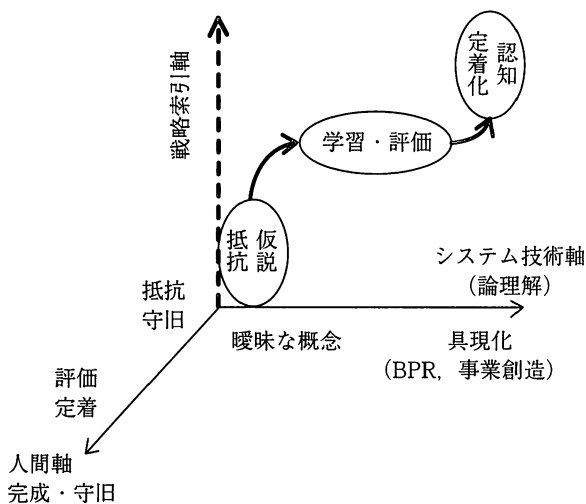 戦略索引軸
認知
定着化
学習・評価
仮説
抵抗
システム技術軸
(論理解)
抵抗
守旧
曖昧な概念
具現化
(BPR, 事業創造)
評価
定着
人間軸
完成・守旧